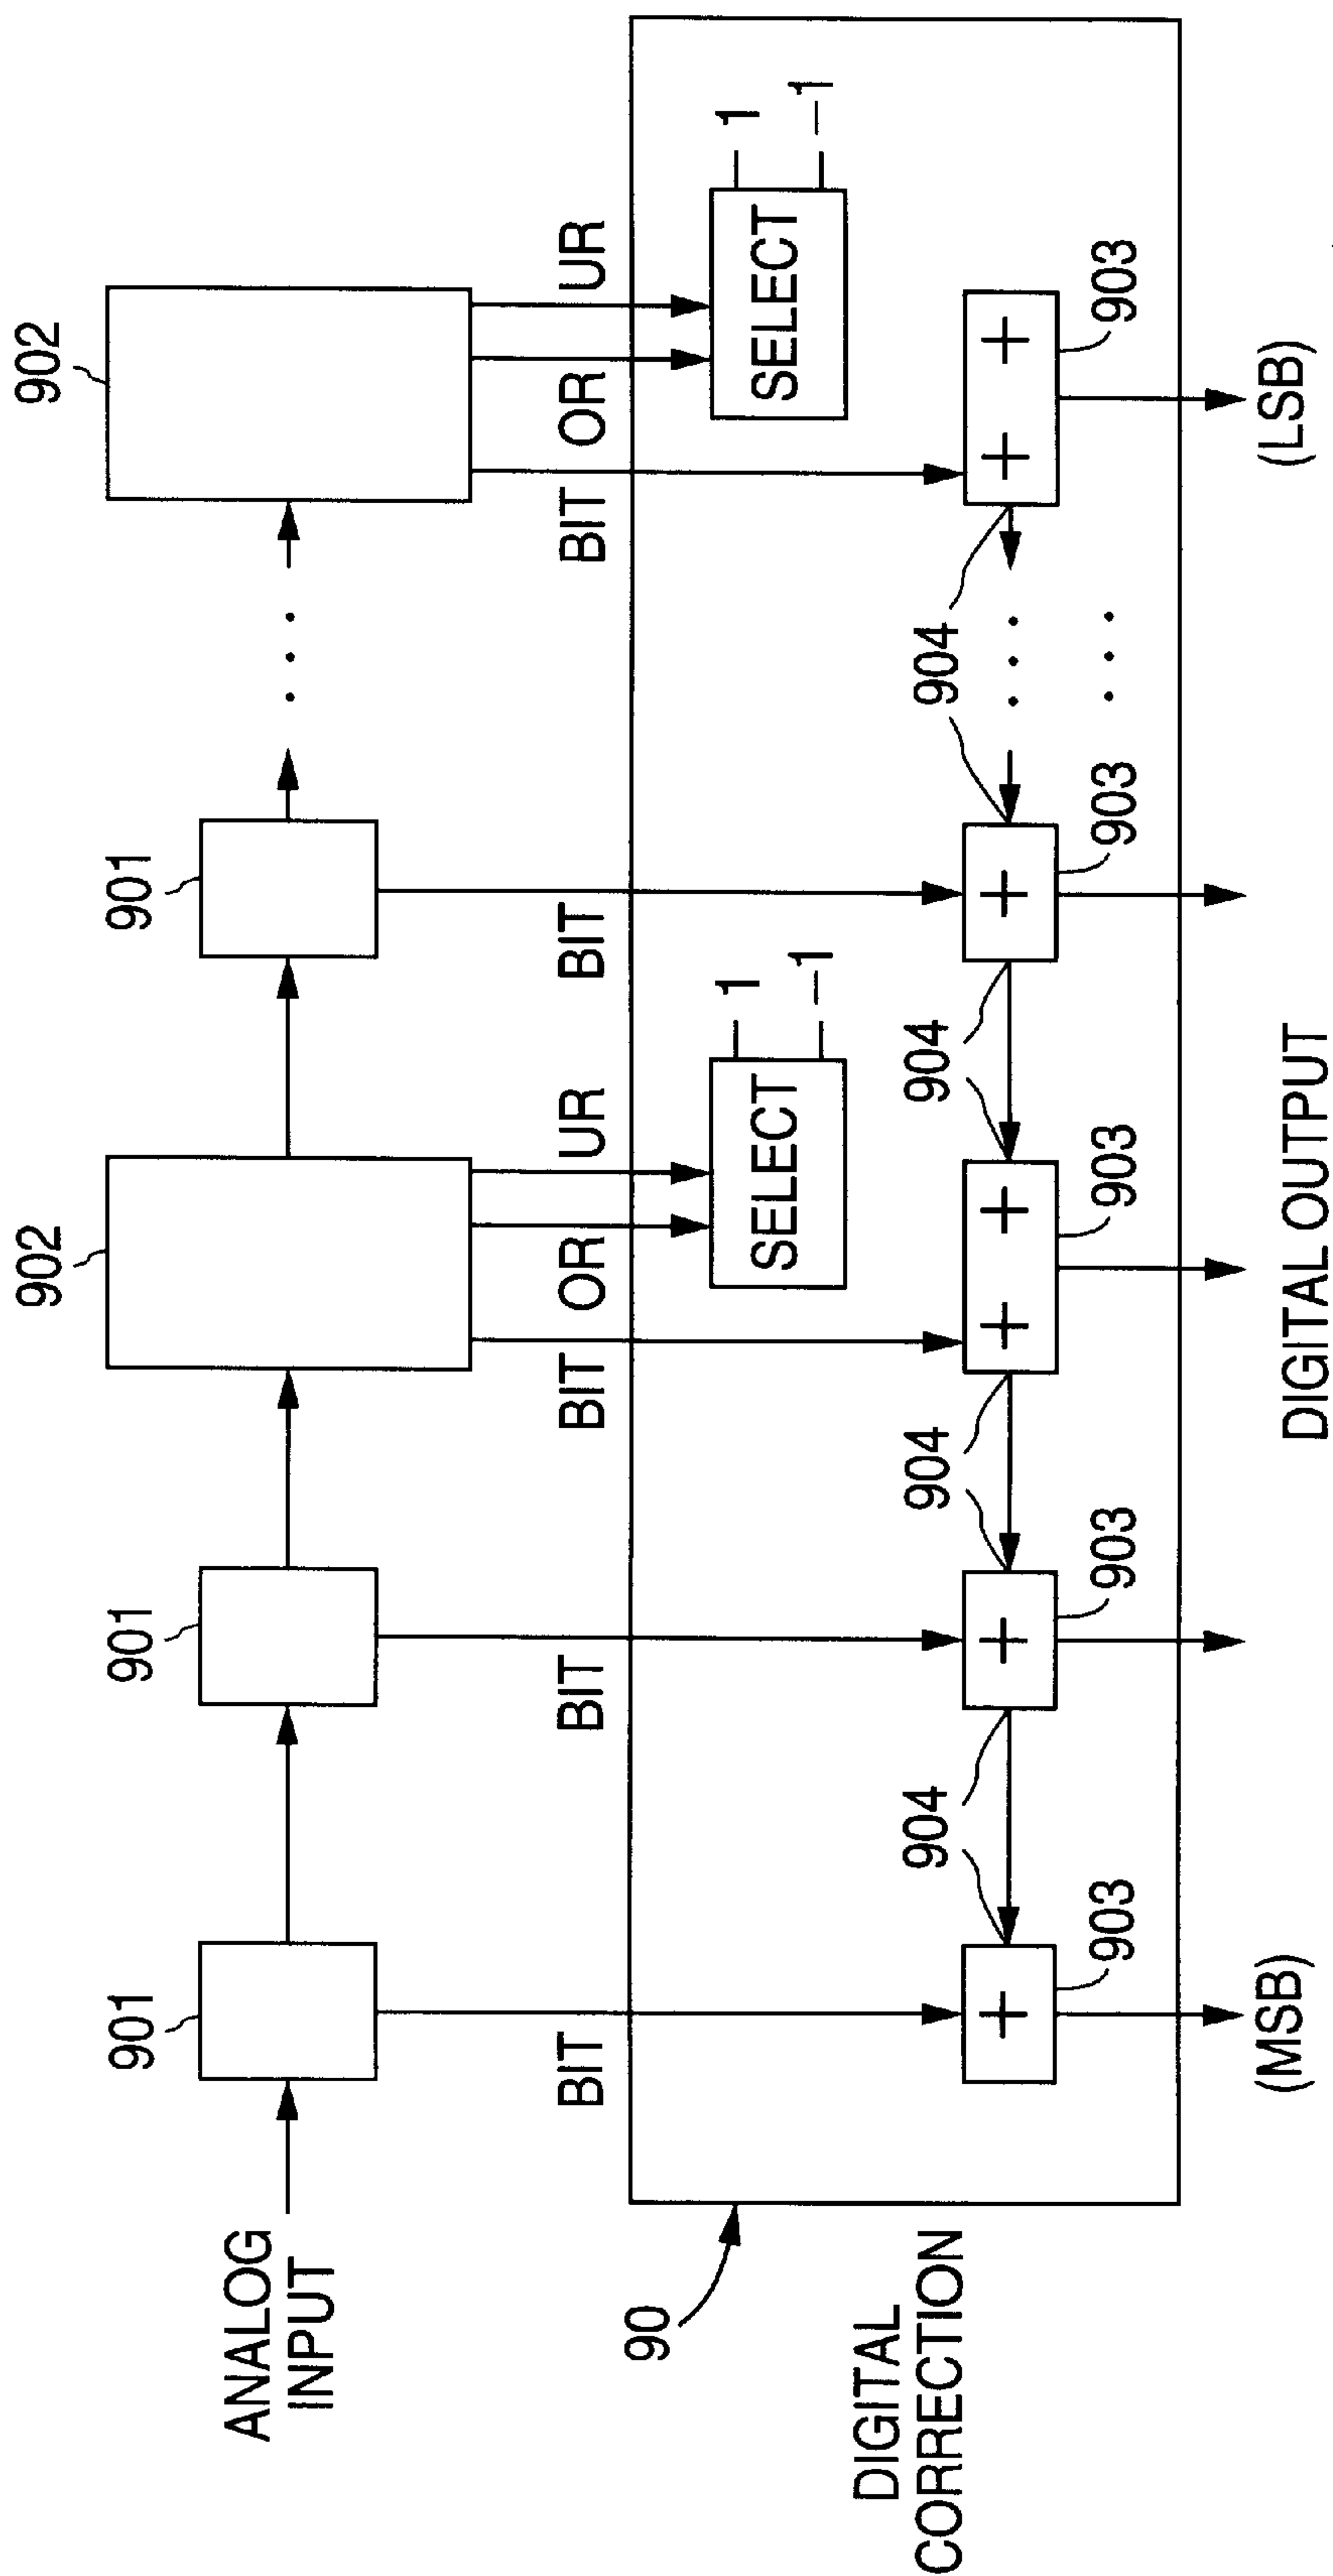 902
902
901
901
901
ANALOG
INPUT
BIT
BIT
BIT
OR
UR
BIT
BIT
OR
UR
90
SELECT
1
–1
SELECT
1
–1
904
904
904
904
904
+
+
+ +
+
+ +
903
903
903
903
903
DIGITAL
CORRECTION
(MSB)
(LSB)
DIGITAL OUTPUT